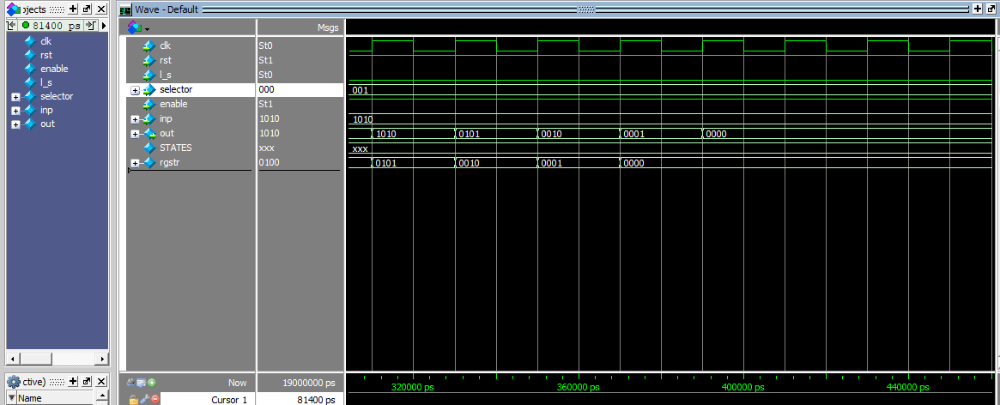 ojects
Wave - Default
81400 ps
Msgs
clk
rst
enable
l_s
selector
inp
out
clk St0
rst St1
l_s St0
selector 000 001
enable St1
inp 1010 1010
out 1010 1010 0101 0010 0001 0000
STATES xxx xxx
rgstr 0100 0101 0010 0001 0000
ctive)
Name
Now 19000000 ps
Cursor 1 81400 ps
320000 ps 360000 ps 400000 ps 440000 ps